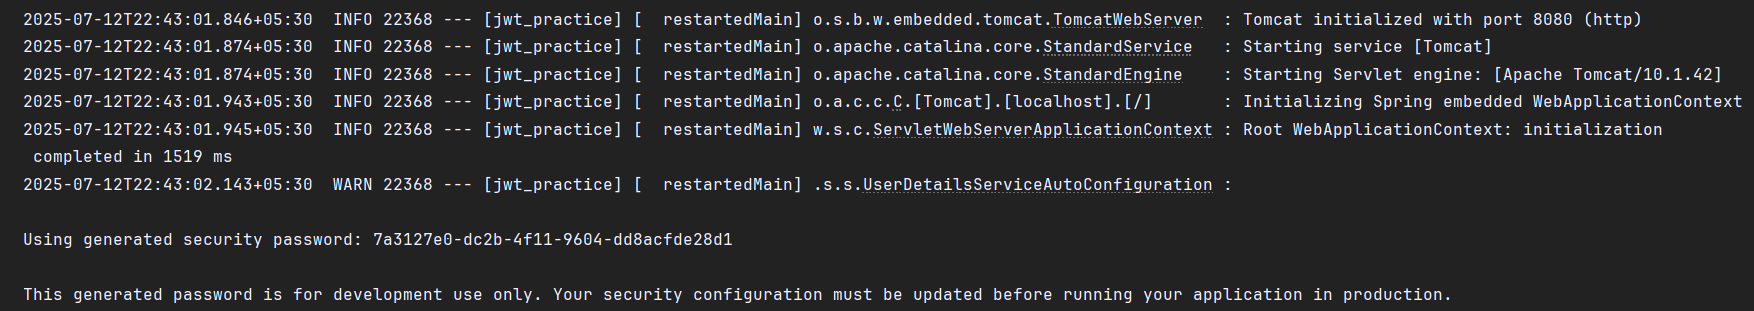 2025-07-12T22:43:01.846+05:30  INFO 22368 --- [jwt_practice] [  restartedMain] o.s.b.w.embedded.tomcat.TomcatWebServer  : Tomcat initialized with port 8080 (http)
2025-07-12T22:43:01.874+05:30  INFO 22368 --- [jwt_practice] [  restartedMain] o.apache.catalina.core.StandardService   : Starting service [Tomcat]
2025-07-12T22:43:01.874+05:30  INFO 22368 --- [jwt_practice] [  restartedMain] o.apache.catalina.core.StandardEngine    : Starting Servlet engine: [Apache Tomcat/10.1.42]
2025-07-12T22:43:01.943+05:30  INFO 22368 --- [jwt_practice] [  restartedMain] o.a.c.c.C.[Tomcat].[localhost].[/]       : Initializing Spring embedded WebApplicationContext
2025-07-12T22:43:01.945+05:30  INFO 22368 --- [jwt_practice] [  restartedMain] w.s.c.ServletWebServerApplicationContext : Root WebApplicationContext: initialization
 completed in 1519 ms
2025-07-12T22:43:02.143+05:30  WARN 22368 --- [jwt_practice] [  restartedMain] .s.s.UserDetailsServiceAutoConfiguration :
Using generated security password: 7a3127e0-dc2b-4f11-9604-dd8acfde28d1
This generated password is for development use only. Your security configuration must be updated before running your application in production.